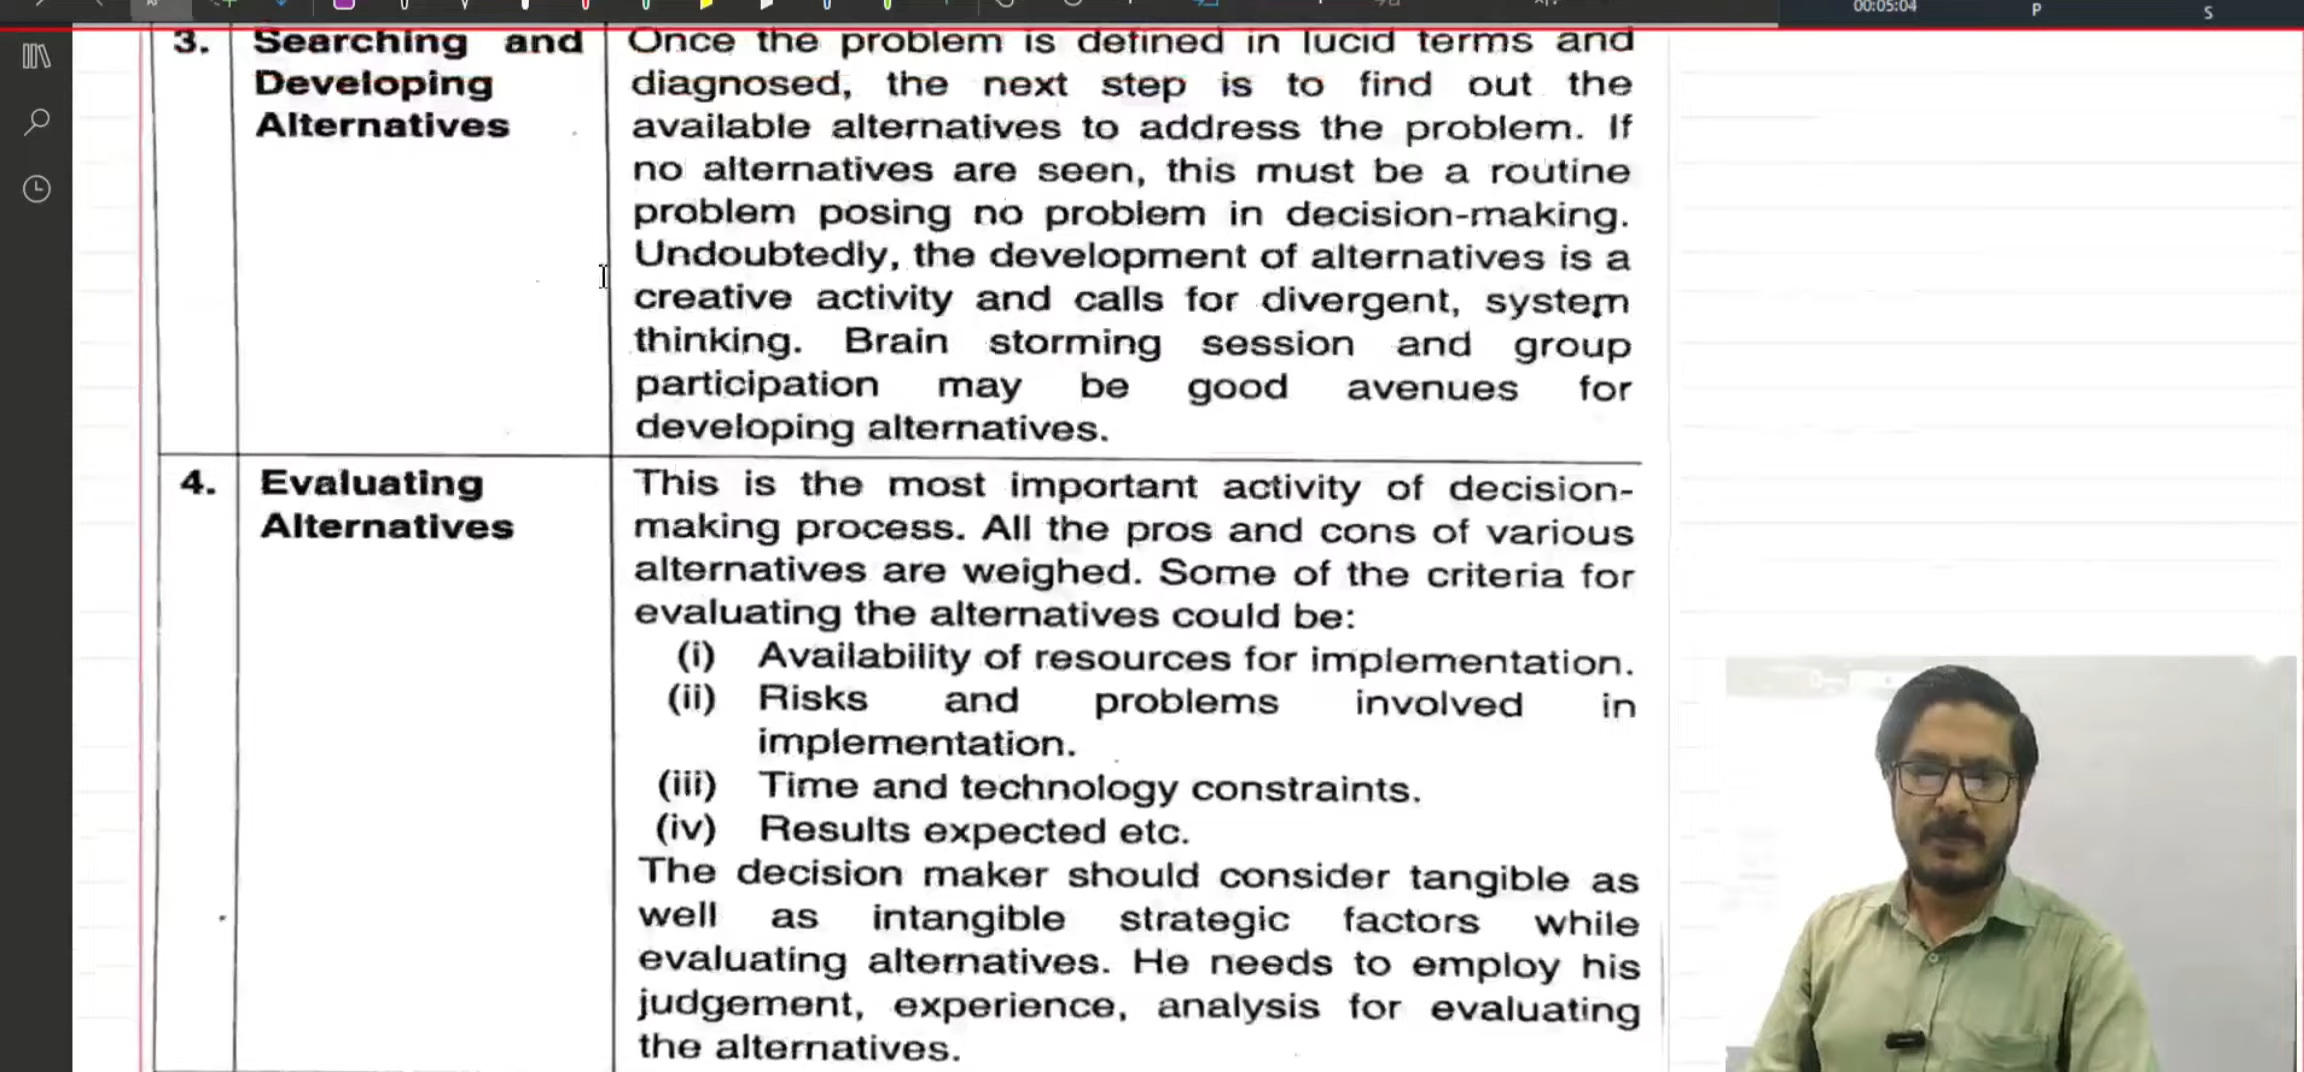 00:05:04
P
S
3. Searching and Once the problem is defined in lucid terms and
Developing diagnosed, the next step is to find out the
Alternatives available alternatives to address the problem. If
no alternatives are seen, this must be a routine
problem posing no problem in decision-making.
Undoubtedly, the development of alternatives is a
creative activity and calls for divergent, system
thinking. Brain storming session and group
participation may be good avenues for
developing alternatives.
4. Evaluating This is the most important activity of decision-
Alternatives making process. All the pros and cons of various
alternatives are weighed. Some of the criteria for
evaluating the alternatives could be:
(i) Availability of resources for implementation.
(ii) Risks and problems involved in
implementation.
(iii) Time and technology constraints.
(iv) Results expected etc.
The decision maker should consider tangible as
well as intangible strategic factors while
evaluating alternatives. He needs to employ his
judgement, experience, analysis for evaluating
the alternatives.